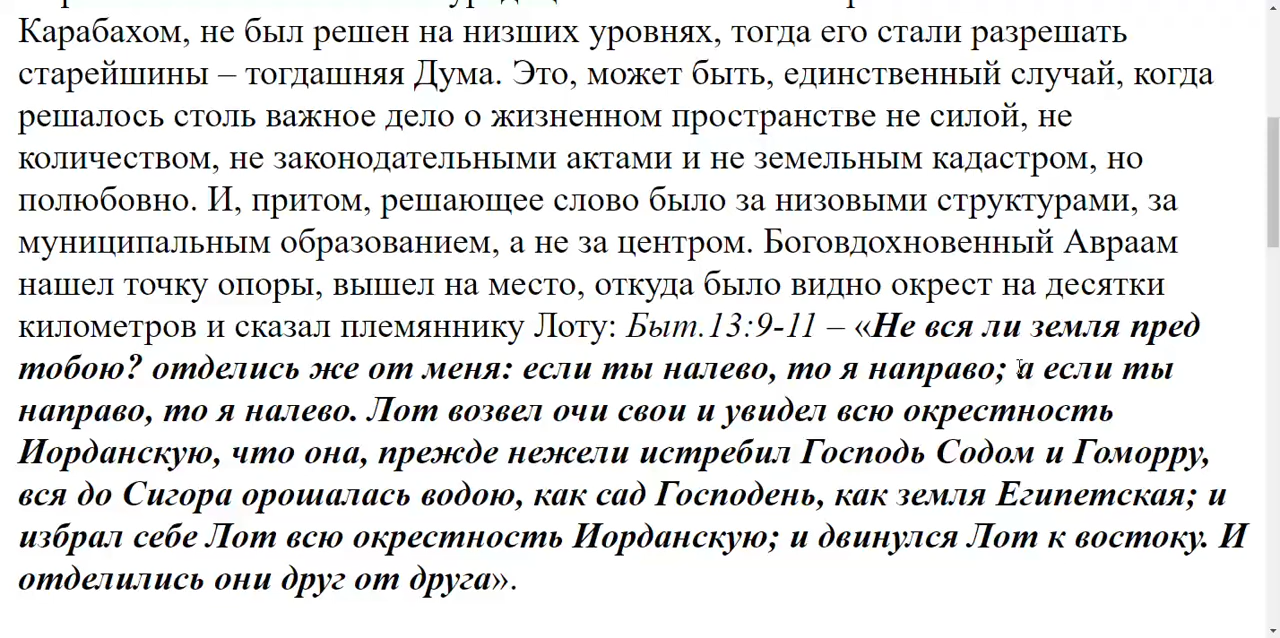 Карабахом, не был решен на низших уровнях, тогда его стали разрешать
старейшины – тогдашняя Дума. Это, может быть, единственный случай, когда
решалось столь важное дело о жизненном пространстве не силой, не
количеством, не законодательными актами и не земельным кадастром, но
полюбовно. И, притом, решающее слово было за низовыми структурами, за
муниципальным образованием, а не за центром. Боговдохновенный Авраам
нашел точку опоры, вышел на место, откуда было видно окрест на десятки
километров и сказал племяннику Лоту: Быт.13:9-11 – «Не вся ли земля пред
тобою? отделись же от меня: если ты налево, то я направо; а если ты
направо, то я налево. Лот возвел очи свои и увидел всю окрестность
Иорданскую, что она, прежде нежели истребил Господь Содом и Гоморру,
вся до Сигора орошалась водою, как сад Господень, как земля Египетская; и
избрал себе Лот всю окрестность Иорданскую; и двинулся Лот к востоку. И
отделились они друг от друга».